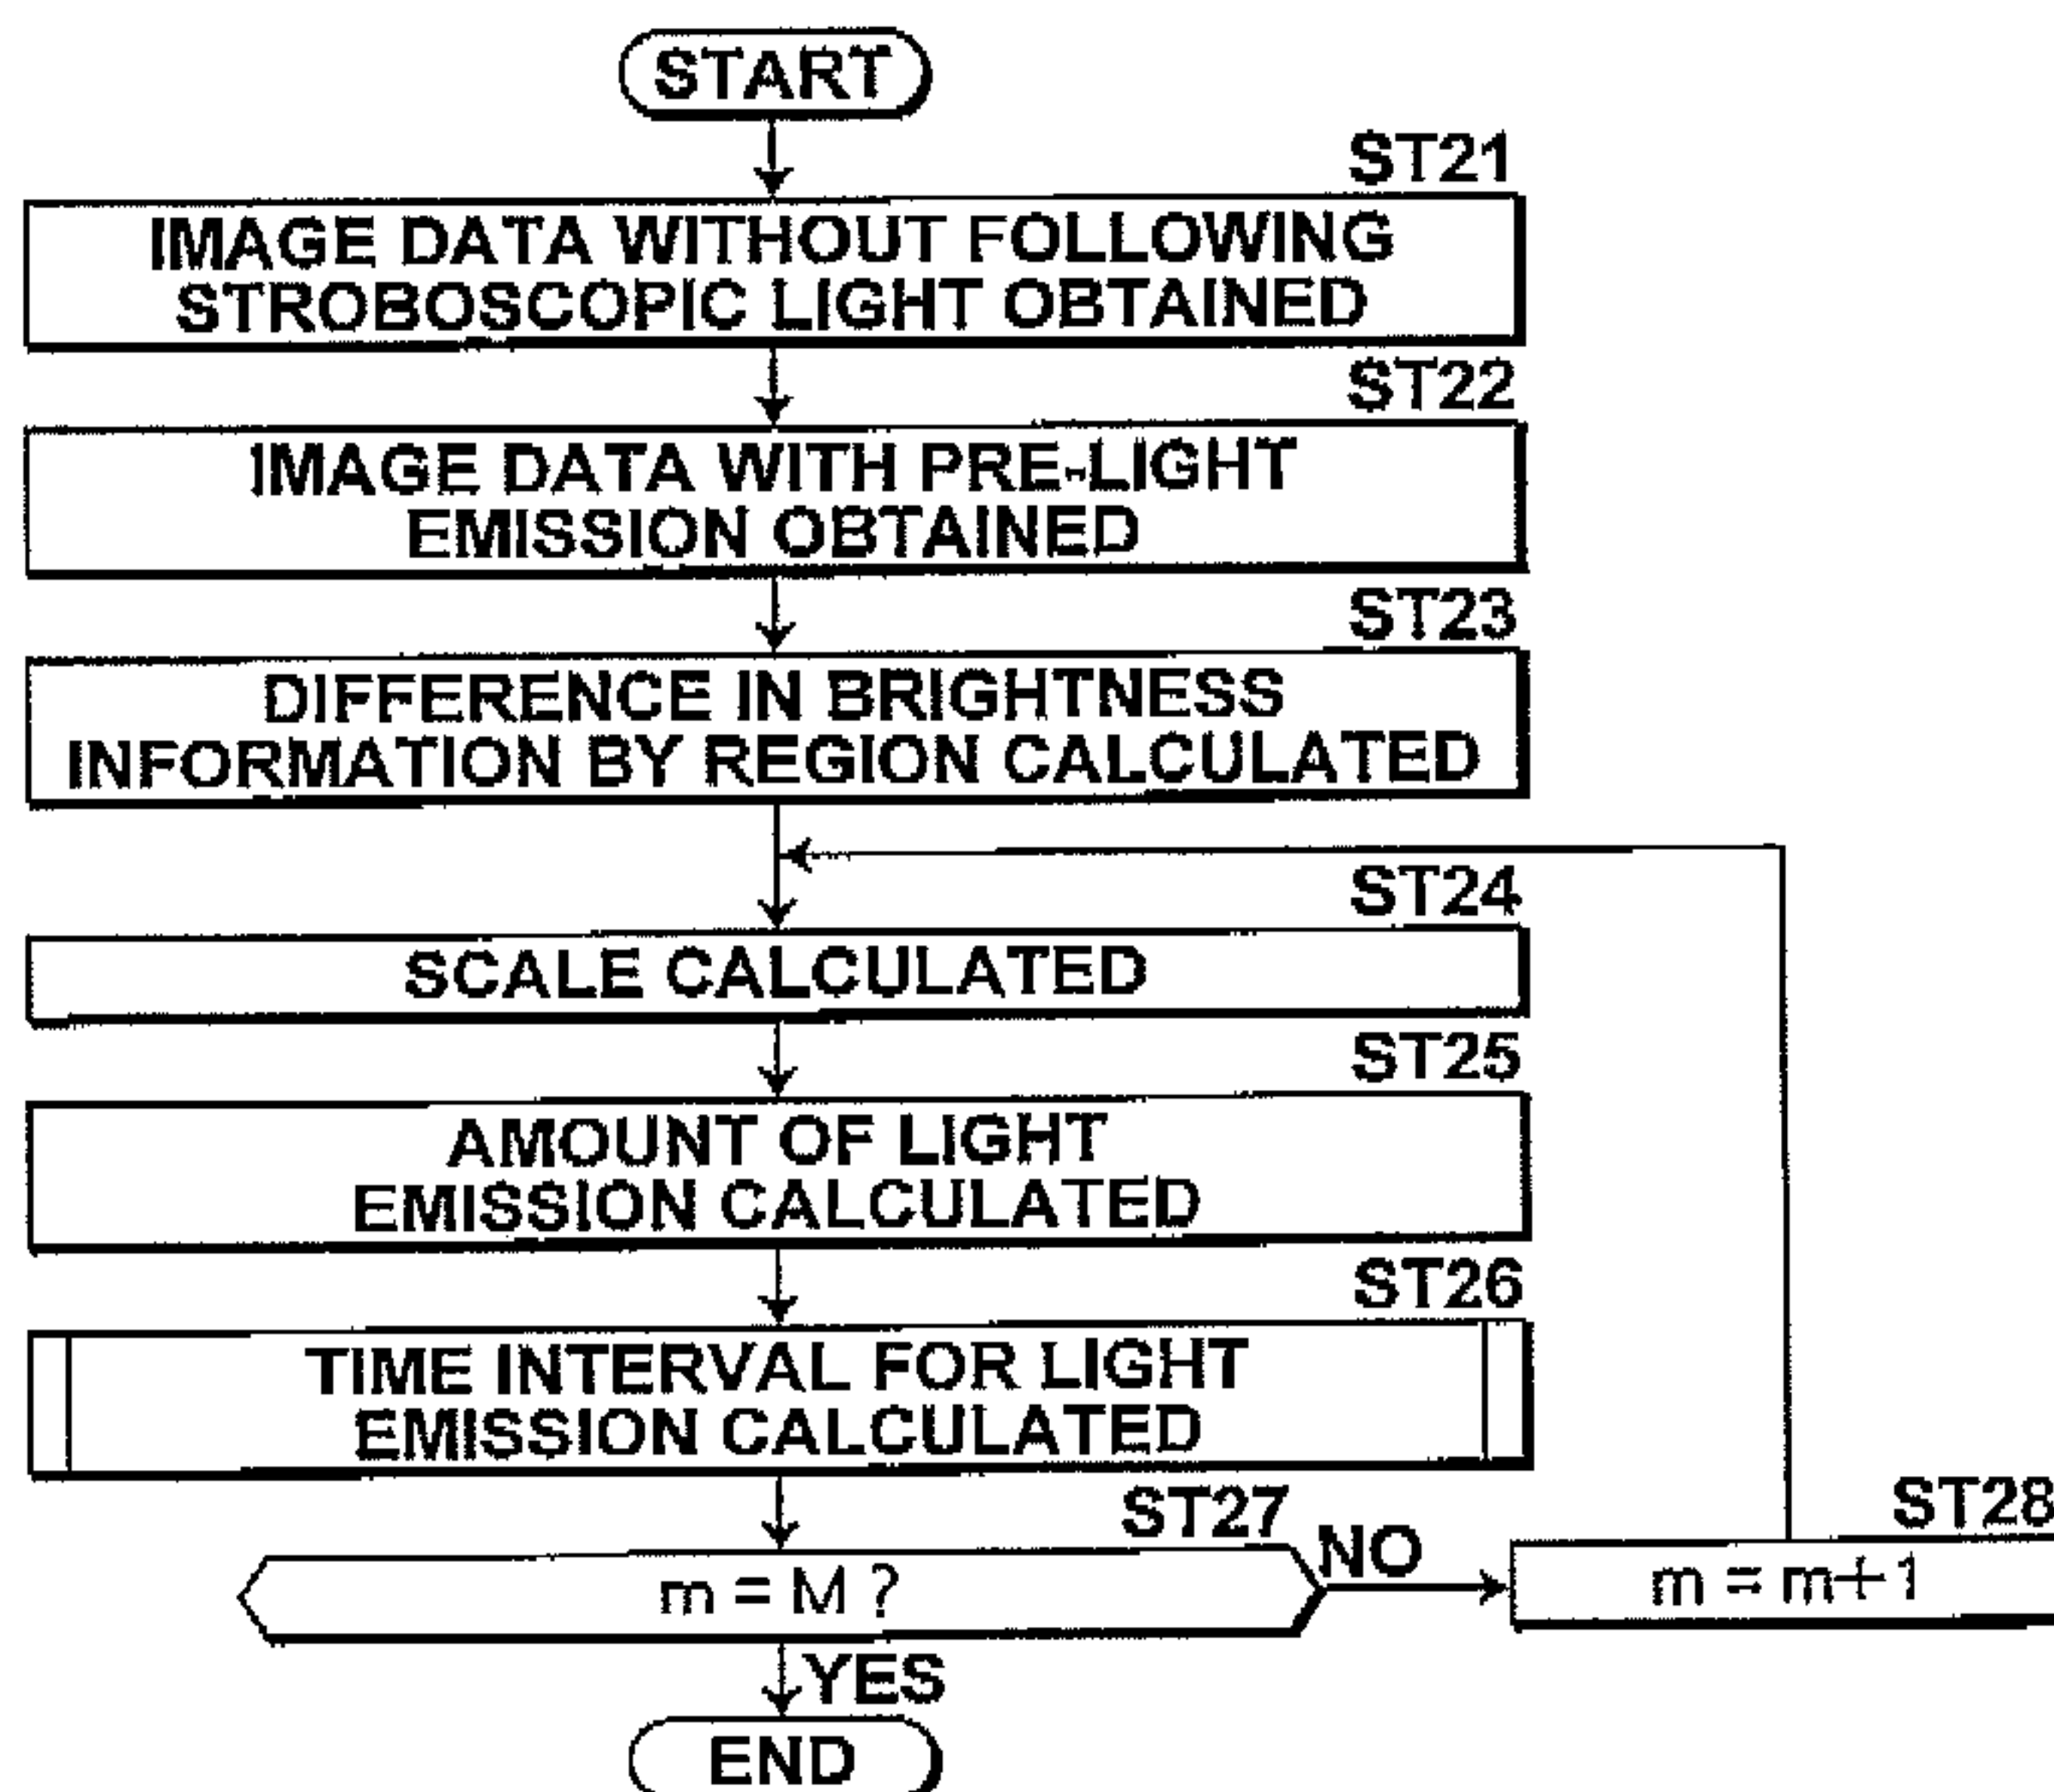 START
ST21
IMAGE DATA WITHOUT FOLLOWING
STROBOSCOPIC LIGHT OBTAINED
ST22
IMAGE DATA WITH PRE-LIGHT
EMISSION OBTAINED
ST23
DIFFERENCE IN BRIGHTNESS
INFORMATION BY REGION CALCULATED
ST24
SCALE CALCULATED
ST25
AMOUNT OF LIGHT
EMISSION CALCULATED
ST26
TIME INTERVAL FOR LIGHT
EMISSION CALCULATED
ST27
m = M ?
NO
ST28
m = m+1
YES
END